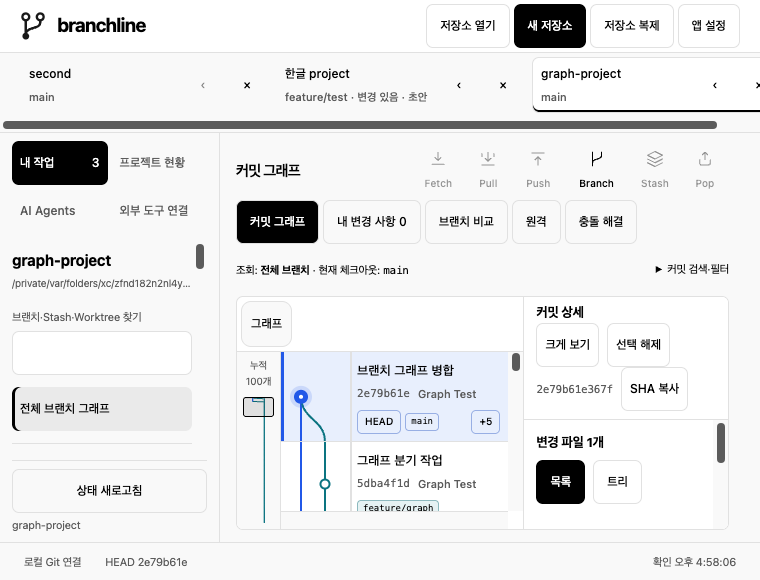 branchline
저장소 열기
새 저장소
저장소 복제
앱 설정
second
main
한글 project
feature/test · 변경 있음 · 초안
graph-project
main
내 작업 3
프로젝트 현황
AI Agents
외부 도구 연결
graph-project
/private/var/folders/xc/zfnd182n2nl4y...
브랜치·Stash·Worktree 찾기
전체 브랜치 그래프
상태 새로고침
graph-project
커밋 그래프
Fetch
Pull
Push
Branch
Stash
Pop
커밋 그래프
내 변경 사항 0
브랜치 비교
원격
충돌 해결
조회: 전체 브랜치 · 현재 체크아웃: main
커밋 검색·필터
그래프
누적
100개
브랜치 그래프 병합
2e79b61e Graph Test
HEAD
main
+5
그래프 분기 작업
5dba4f1d Graph Test
feature/graph
커밋 상세
크게 보기
선택 해제
2e79b61e367f
SHA 복사
변경 파일 1개
목록
트리
로컬 Git 연결
HEAD 2e79b61e
확인 오후 4:58:06